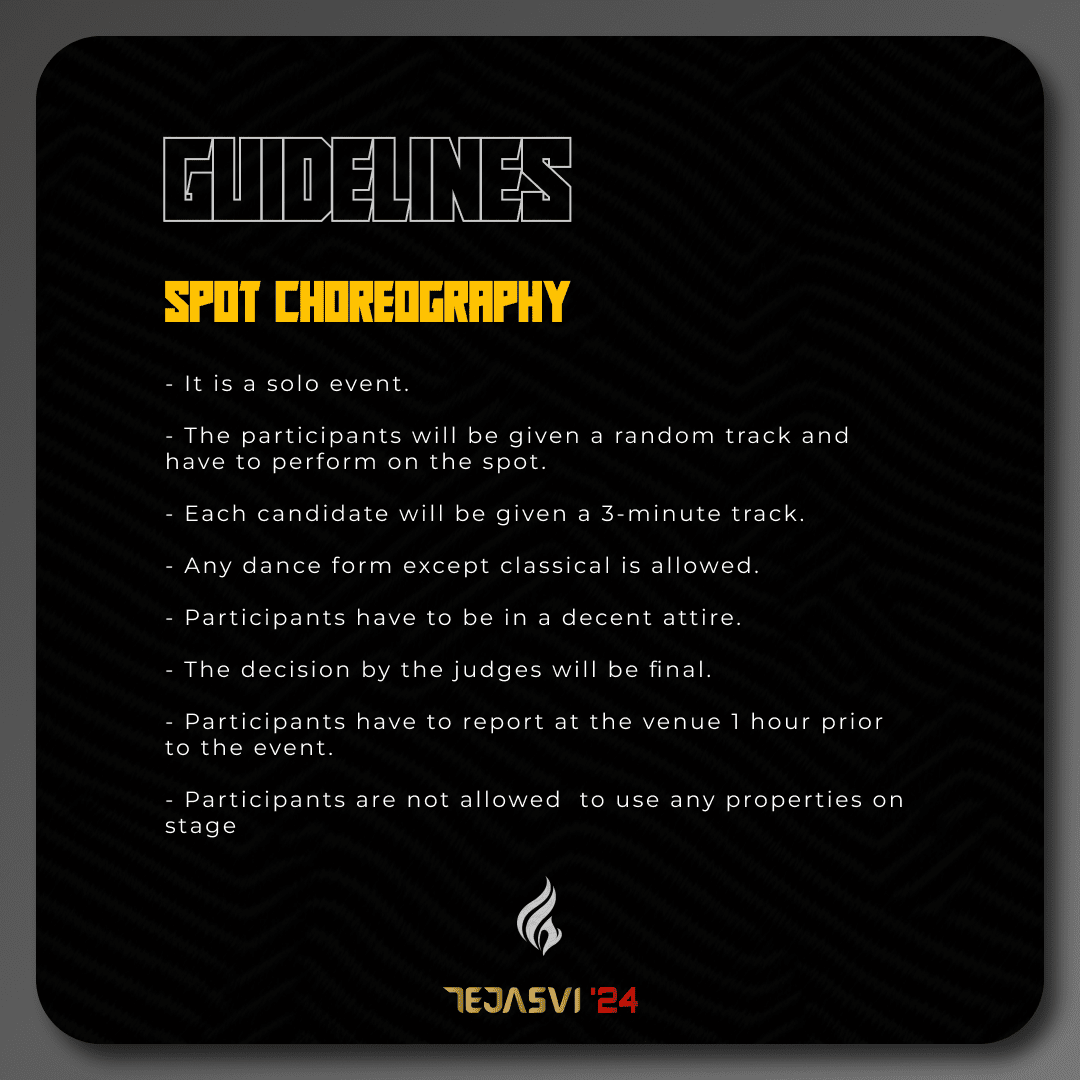 GUIDELINES
SPOT CHOREOGRAPHY
- It is a solo event.
- The participants will be given a random track and
have to perform on the spot.
- Each candidate will be given a 3-minute track.
- Any dance form except classical is allowed.
- Participants have to be in a decent attire.
- The decision by the judges will be final.
- Participants have to report at the venue 1 hour prior
to the event.
- Participants are not allowed  to use any properties on
stage
TEJASVI '24